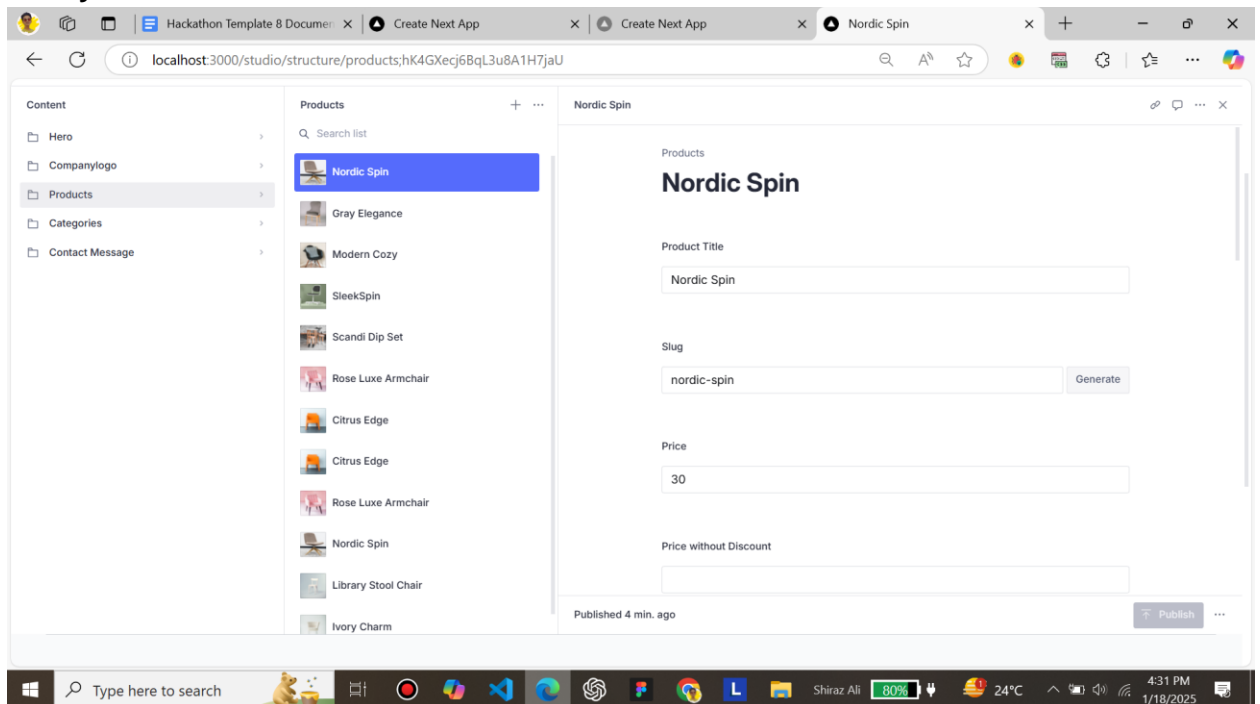 Hackathon Template 8 Documen
Create Next App
Create Next App
Nordic Spin
localhost:3000/studio/structure/products;hK4GXecj6BqL3u8A1H7jaU
Content
Hero
Companylogo
Products
Categories
Contact Message
Products
Search list
Nordic Spin
Gray Elegance
Modern Cozy
SleekSpin
Scandi Dip Set
Rose Luxe Armchair
Citrus Edge
Citrus Edge
Rose Luxe Armchair
Nordic Spin
Library Stool Chair
Ivory Charm
Nordic Spin
Products
Nordic Spin
Product Title
Nordic Spin
Slug
nordic-spin
Generate
Price
30
Price without Discount
Published 4 min. ago
Publish
Type here to search
Shiraz Ali
80%
24°C
4:31 PM
1/18/2025